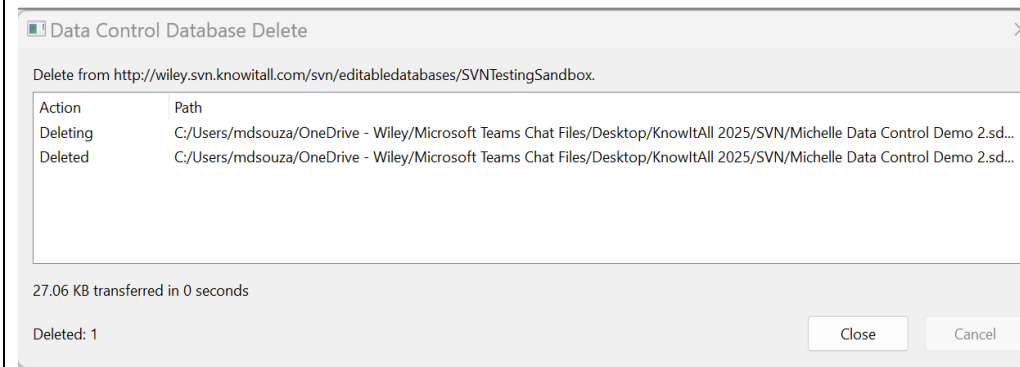 Data Control Database Delete
Delete from http://wiley.svn.knowitall.com/svn/editabledatabases/SVNTestingSandbox.
Action Path
Deleting C:/Users/mdsouza/OneDrive - Wiley/Microsoft Teams Chat Files/Desktop/KnowItAll 2025/SVN/Michelle Data Control Demo 2.sd...
Deleted C:/Users/mdsouza/OneDrive - Wiley/Microsoft Teams Chat Files/Desktop/KnowItAll 2025/SVN/Michelle Data Control Demo 2.sd...
27.06 KB transferred in 0 seconds
Deleted: 1 Close Cancel